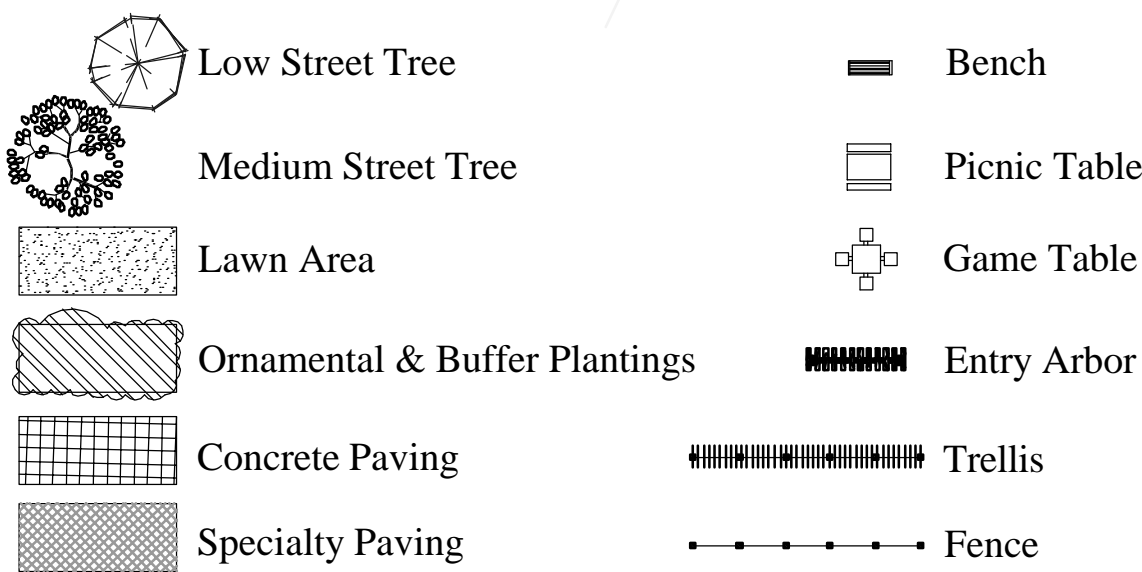 Low Street Tree
Medium Street Tree
Lawn Area
Ornamental & Buffer Plantings
Concrete Paving
Specialty Paving
Bench
Picnic Table
Game Table
Entry Arbor
Trellis
Fence